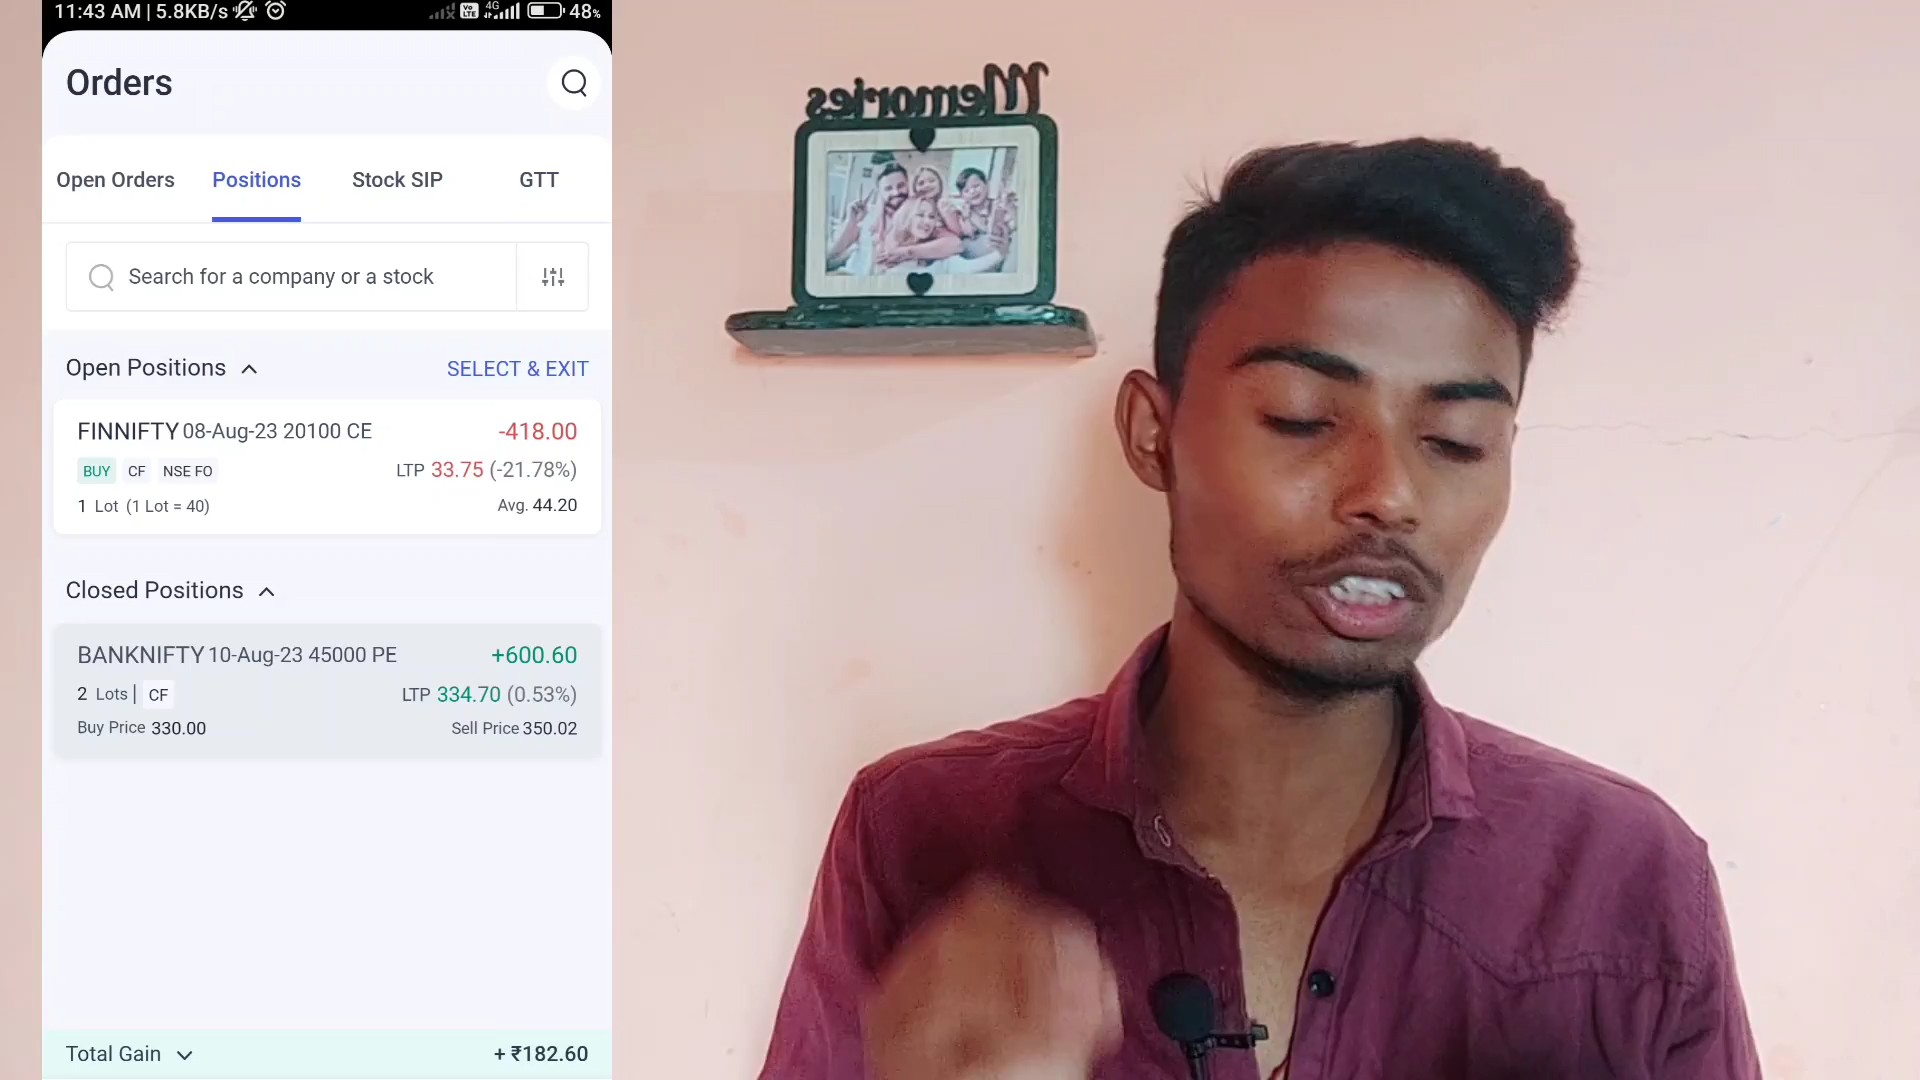 11:43 AM | 5.8KB/s 4G 48%
Orders
Open Orders Positions Stock SIP GTT
Search for a company or a stock
Open Positions SELECT & EXIT
FINNIFTY 08-Aug-23 20100 CE -418.00
BUY CF NSE FO LTP 33.75 (-21.78%)
1 Lot (1 Lot = 40) Avg. 44.20
Closed Positions
BANKNIFTY 10-Aug-23 45000 PE +600.60
2 Lots | CF LTP 334.70 (0.53%)
Buy Price 330.00 Sell Price 350.02
Total Gain + ₹182.60
Memories